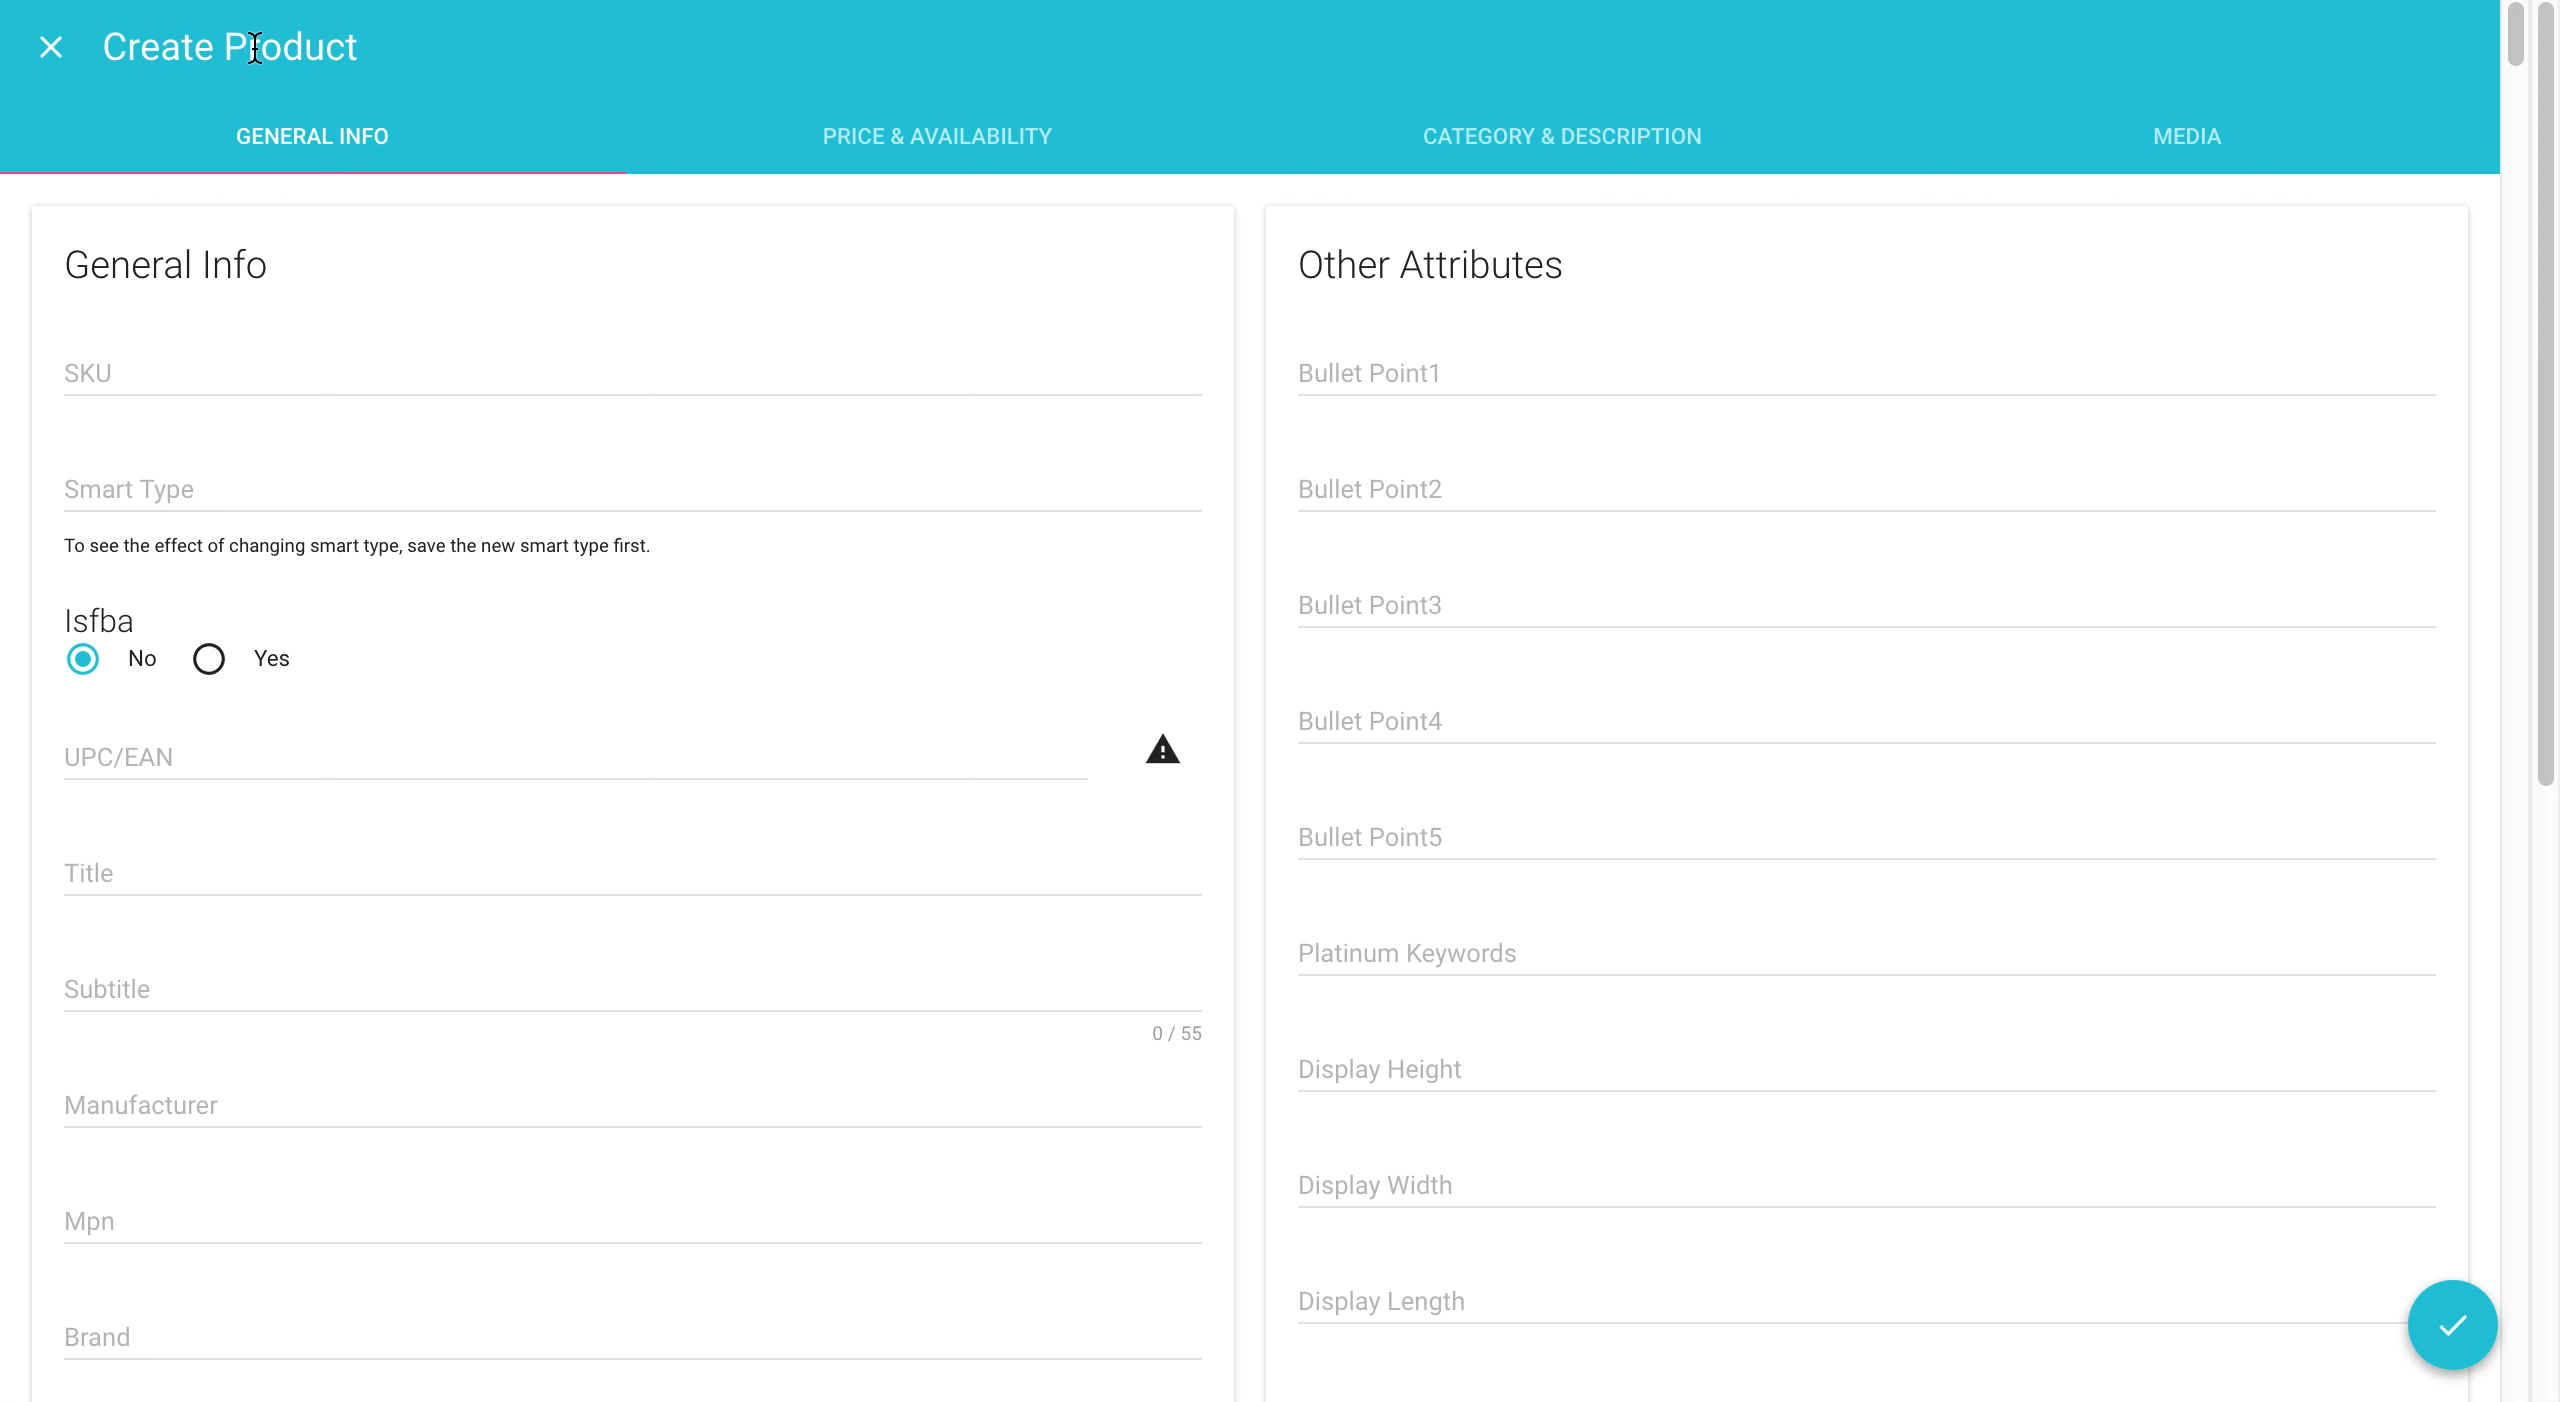 Create Product
GENERAL INFO
PRICE & AVAILABILITY
CATEGORY & DESCRIPTION
MEDIA
General Info
SKU
Smart Type
To see the effect of changing smart type, save the new smart type first.
Isfba
No
Yes
UPC/EAN
Title
Subtitle
0 / 55
Manufacturer
Mpn
Brand
Other Attributes
Bullet Point1
Bullet Point2
Bullet Point3
Bullet Point4
Bullet Point5
Platinum Keywords
Display Height
Display Width
Display Length